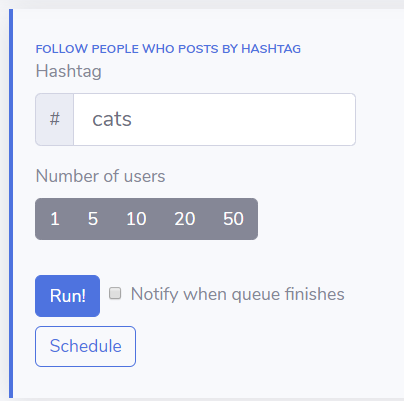 FOLLOW PEOPLE WHO POSTS BY HASHTAG
Hashtag
# cats
Number of users
1 5 10 20 50
Run! Notify when queue finishes
Schedule